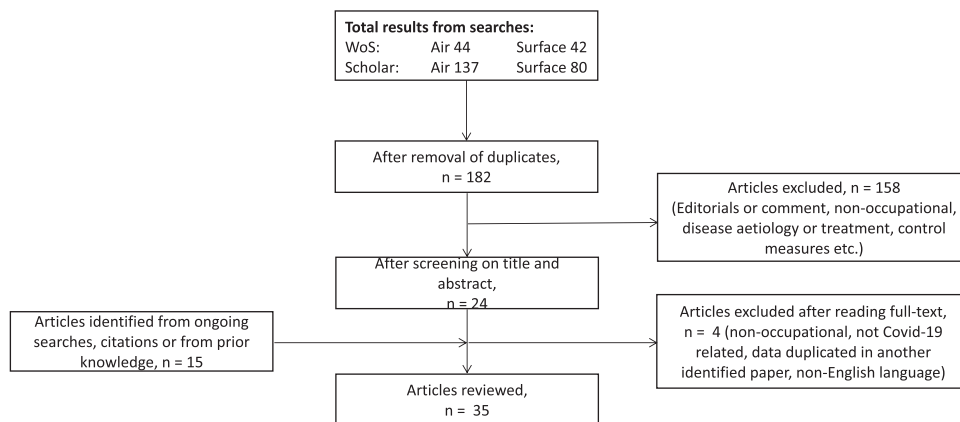 Total results from searches:
WoS: Air 44 Surface 42
Scholar: Air 137 Surface 80
After removal of duplicates,
n = 182
Articles excluded, n = 158
(Editorials or comment, non-occupational,
disease aetiology or treatment, control
measures etc.)
After screening on title and
abstract,
n = 24
Articles identified from ongoing
searches, citations or from prior
knowledge, n = 15
Articles excluded after reading full-text,
n = 4 (non-occupational, not Covid-19
related, data duplicated in another
identified paper, non-English language)
Articles reviewed,
n = 35